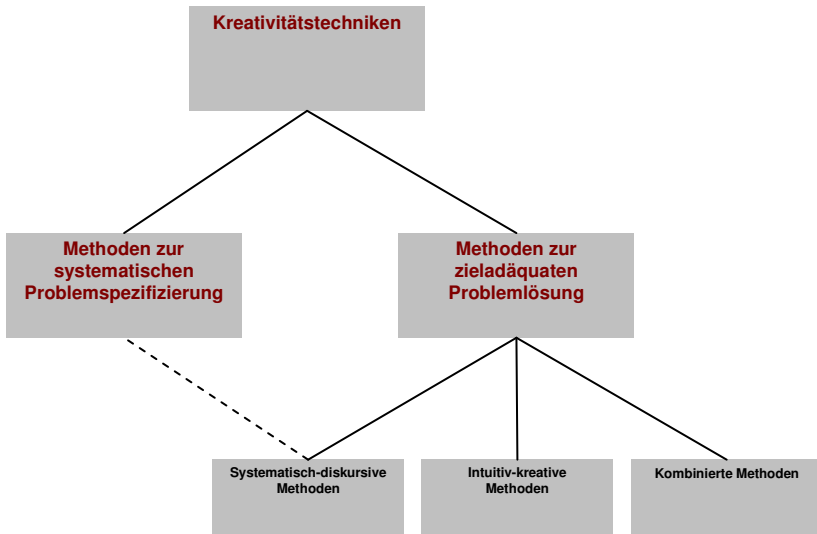 Kreativitätstechniken
Methoden zur
systematischen
Problemspezifizierung
Methoden zur
zieladäquaten
Problemlösung
Systematisch-diskursive
Methoden
Intuitiv-kreative
Methoden
Kombinierte Methoden